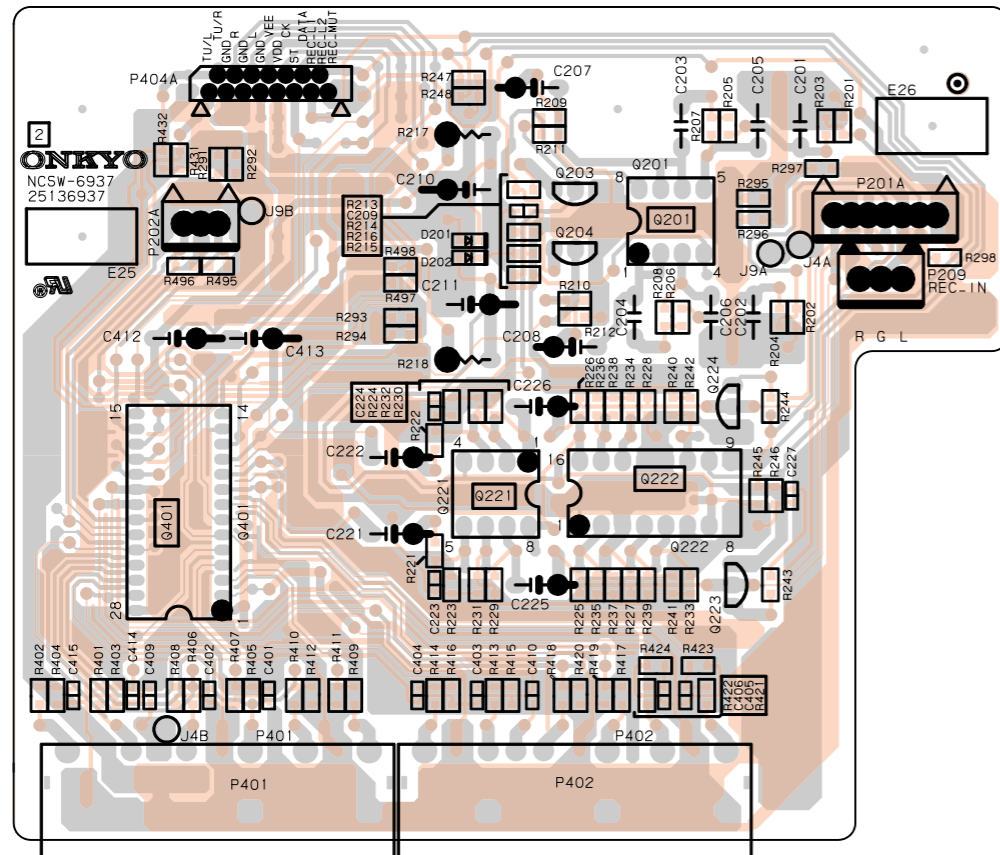 TU/L
TU/R
GND
R
GND
L
GND
VEE
VDD
CK
ST
DATA
REC-L1
REC-L2
REC-MUT
P404A
R247
R248
C207
C203
R205
C205
C201
R203
R201
E26
R209
R207
R217
R211
2
ONKYO
NCSW-6937
25136937
R432
R431
R291
R292
C210
Q203
Q201
8
5
R297
P201A
R295
R296
J9B
P202A
R213
C209
R214
R216
R215
D201
D202
Q204
Q201
E25
R496
R495
R498
R497
C211
1
4
R208
R206
J9A
J4A
P209
REC-IN
R298
R210
R293
R294
C204
C206
C202
R202
R212
C208
R204
R G L
C412
C413
R218
C224
R224
R232
R230
C226
R226
R236
R238
R234
R228
R240
R242
Q224
R244
R222
15
14
4
1
16
9
C222
Q221
Q221
Q222
R245
R246
C227
Q401
Q401
C221
1
5
8
Q222
8
R221
28
1
C223
R223
R231
R229
C225
R225
R235
R237
R227
R239
R241
R233
Q223
R243
R402
R404
C415
R401
R403
C414
C409
R408
R406
C402
R407
R405
C401
R410
R412
R411
R409
C404
R414
R416
C403
R413
R415
C410
R418
R420
R419
R417
R424
R423
R422
C406
C405
R421
J4B
P401
P402
P401
P402